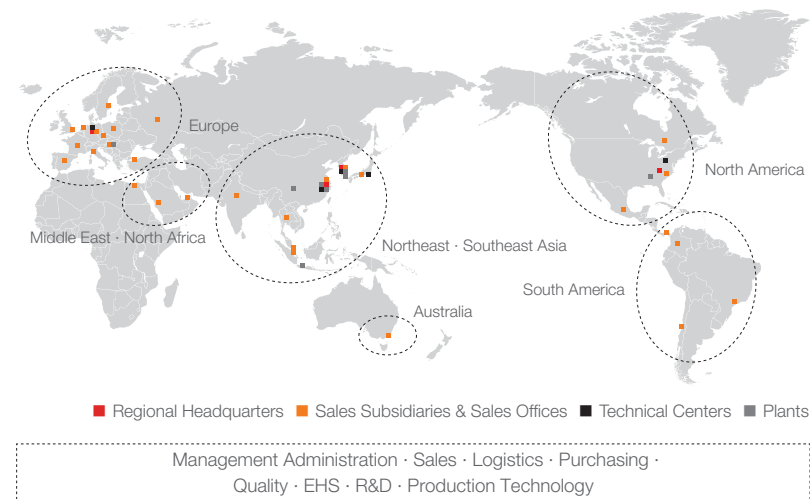 Europe
North America
Middle East · North Africa
Northeast · Southeast Asia
South America
Australia
Regional Headquarters
Sales Subsidiaries & Sales Offices
Technical Centers
Plants
Management Administration · Sales · Logistics · Purchasing ·
Quality · EHS · R&D · Production Technology